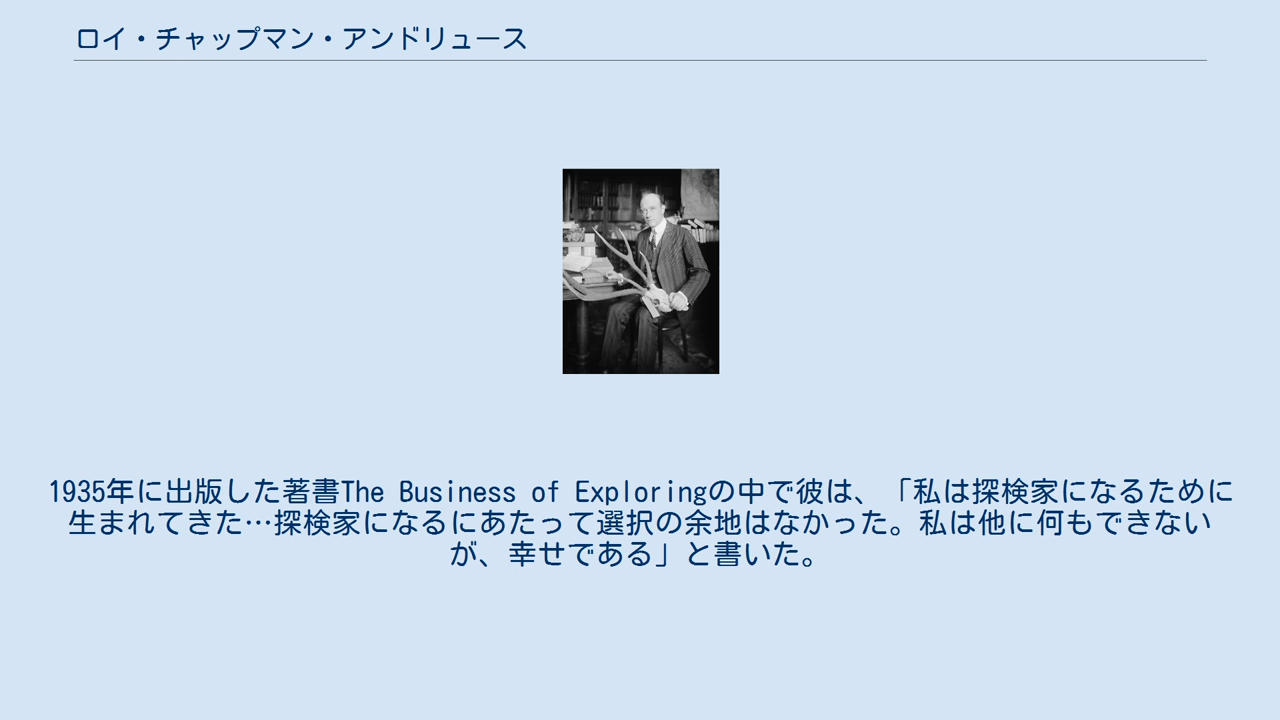 ロイ・チャップマン・アンドリュース
1935年に出版した著書The Business of Exploringの中で彼は、「私は探検家になるために
生まれてきた…探検家になるにあたって選択の余地はなかった。私は他に何もできない
が、幸せである」と書いた。